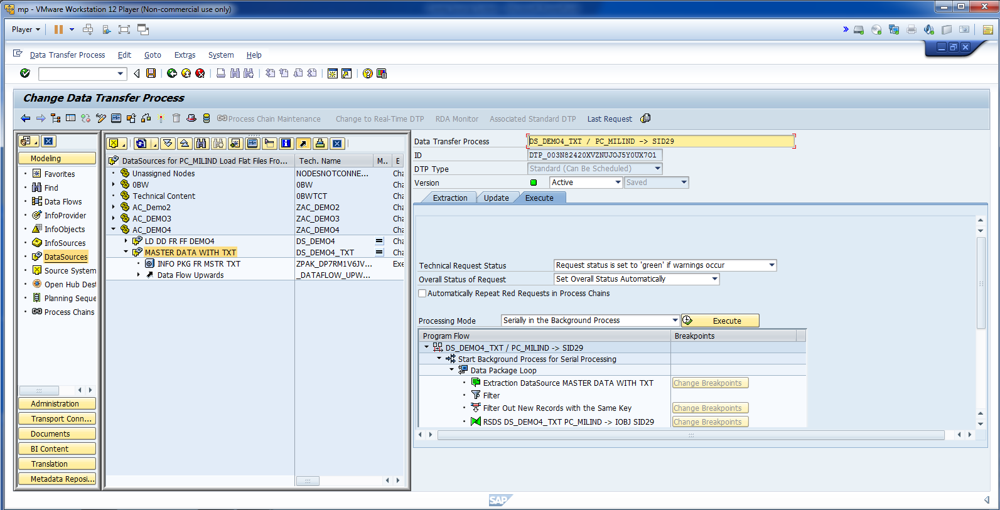 mp - VMware Workstation 12 Player (Non-commercial use only)
Player
Data Transfer Process Edit Goto Extras System Help
Change Data Transfer Process
Process Chain Maintenance Change to Real-Time DTP RDA Monitor Associated Standard DTP Last Request
Modeling
Favorites
Find
Data Flows
InfoProvider
InfoObjects
InfoSources
DataSources
Source System
Open Hub Dest
Planning Seque
Process Chains
Administration
Transport Conn...
Documents
BI Content
Translation
Metadata Reposi...
DataSources for PC_MILIND Load Flat Files Fro... Tech. Name M.. E
Unassigned Nodes NODESNOTCONNE... Cha
0BW 0BW Cha
Technical Content 0BWTCT Cha
AC_Demo2 ZAC_DEMO2 Cha
AC_DEMO3 ZAC_DEMO3 Cha
AC_DEMO4 ZAC_DEMO4 Cha
LD DD FR FF DEMO4 DS_DEMO4 = Cha
MASTER DATA WITH TXT DS_DEMO4_TXT = Cha
INFO PKG FR MSTR TXT ZPAK_DP7RM1V6JV... Exe
Data Flow Upwards _DATAFLOW_UPW...
Data Transfer Process DS_DEMO4_TXT / PC_MILIND -> SID29
ID DTP_003N82420XVZNUJOJ5Y0UX7O1
DTP Type Standard (Can Be Scheduled)
Version Active Saved
Extraction Update Execute
Technical Request Status Request status is set to 'green' if warnings occur
Overall Status of Request Set Overall Status Automatically
Automatically Repeat Red Requests in Process Chains
Processing Mode Serially in the Background Process Execute
Program Flow Breakpoints
DS_DEMO4_TXT / PC_MILIND -> SID29
Start Background Process for Serial Processing
Data Package Loop
Extraction DataSource MASTER DATA WITH TXT Change Breakpoints
Filter
Filter Out New Records with the Same Key Change Breakpoints
RSDS DS_DEMO4_TXT PC_MILIND -> IOBJ SID29 Change Breakpoints
SAP